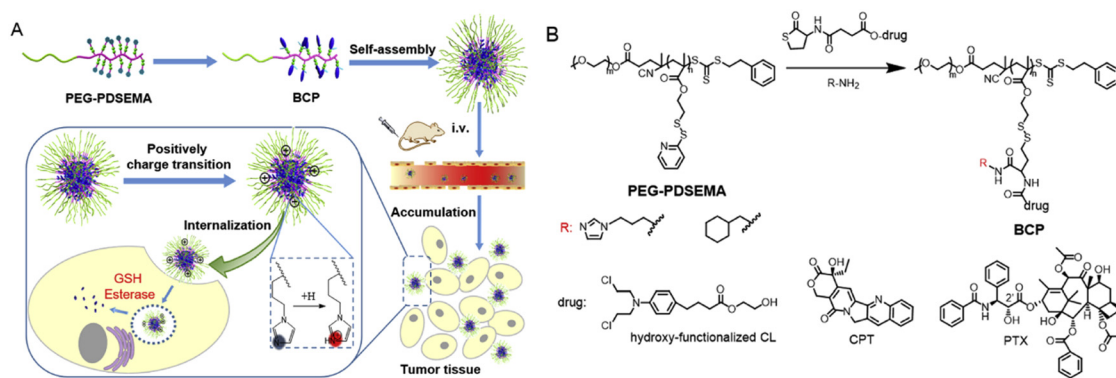 A
PEG-PDSEMA
BCP
Self-assembly
i.v.
Positively
charge transition
Internalization
GSH
Esterase
+H
Accumulation
Tumor tissue
B
O-drug
R-NH₂
PEG-PDSEMA
BCP
R:
drug:
hydroxy-functionalized CL
CPT
PTX